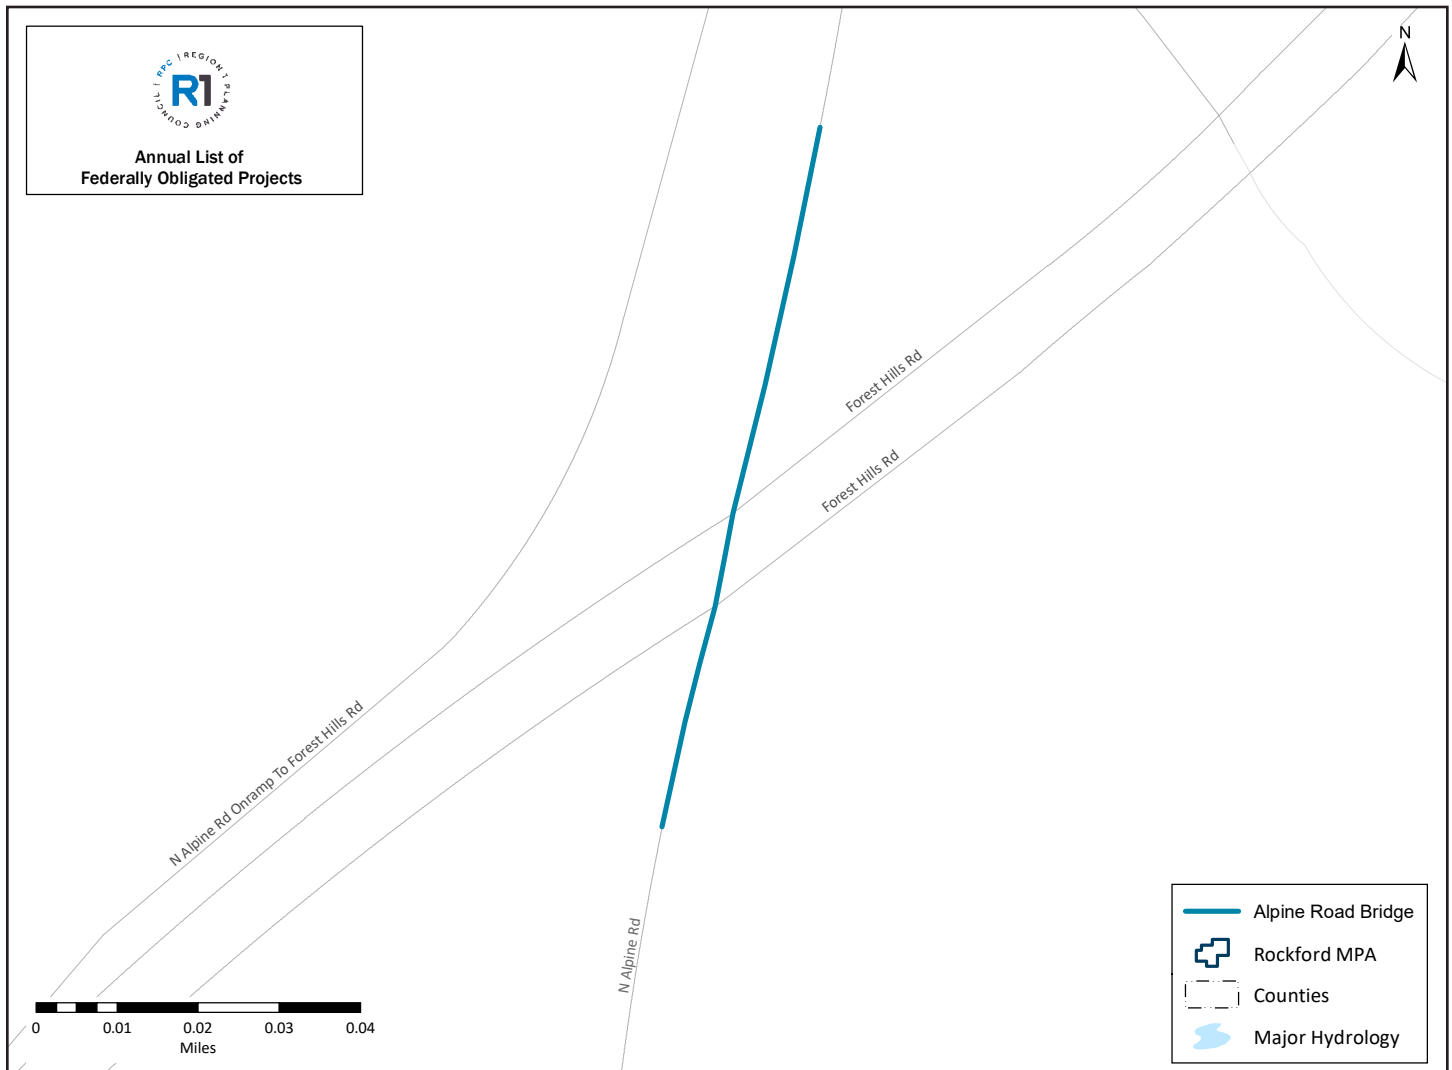 RPC | REGION 1 PLANNING COUNCIL |
R1
Annual List of
Federally Obligated Projects
N
Forest Hills Rd
Forest Hills Rd
N Alpine Rd Onramp To Forest Hills Rd
N Alpine Rd
0 0.01 0.02 0.03 0.04
Miles
Alpine Road Bridge
Rockford MPA
Counties
Major Hydrology